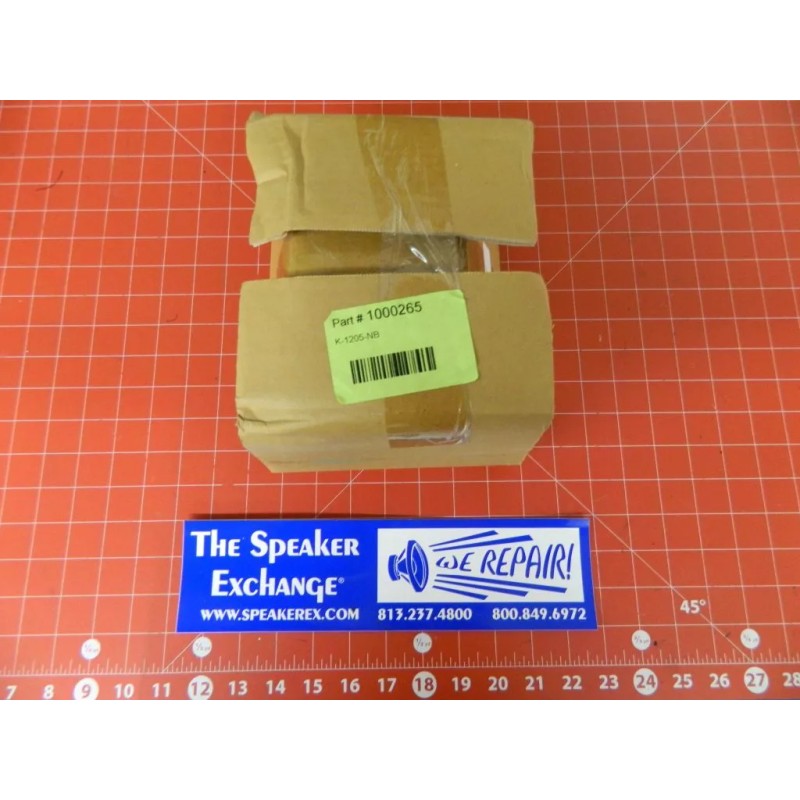 Part # 1000265
K-1205-NB
THE SPEAKER
EXCHANGE®
WE REPAIR!
WWW.SPEAKEREX.COM 813.237.4800 800.849.6972
45°
7 8 9 10 11 12 13 14 15 16 17 18 19 20 21 22 23 24 25 26 27 28